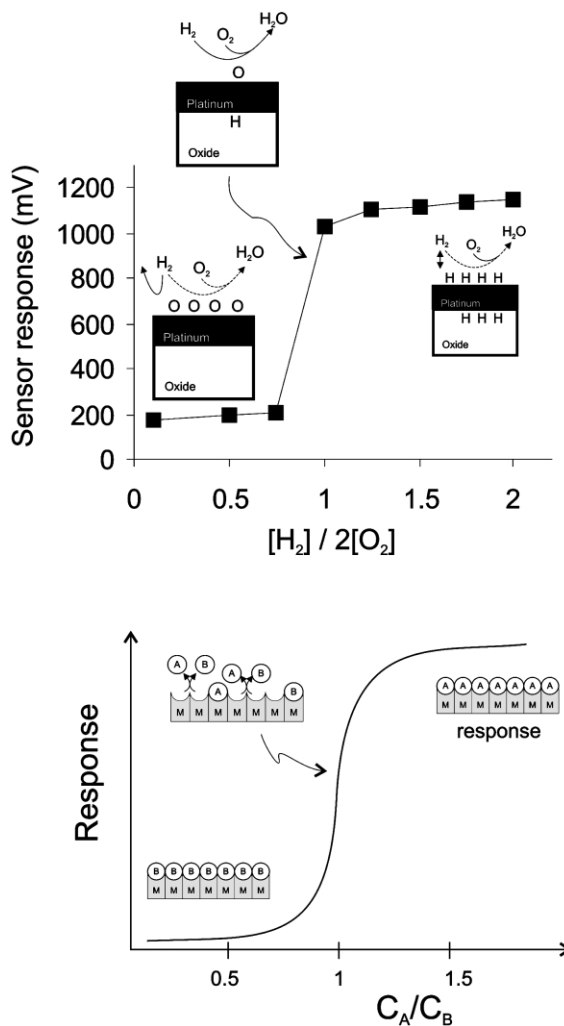 H2 O2 H2O
O
Platinum
H
Oxide
Sensor response (mV)
1200
1000
800
600
400
200
0
H2 O2 H2O
O O O O
Platinum
Oxide
H2 O2 H2O
H H H H
Platinum
H H H
Oxide
0 0.5 1 1.5 2
[H2] / 2[O2]
Response
A B A B
A B
M M M M M M M
A A A A A A A
M M M M M M M
response
B B B B B B B
M M M M M M M
0.5 1 1.5
CA/CB